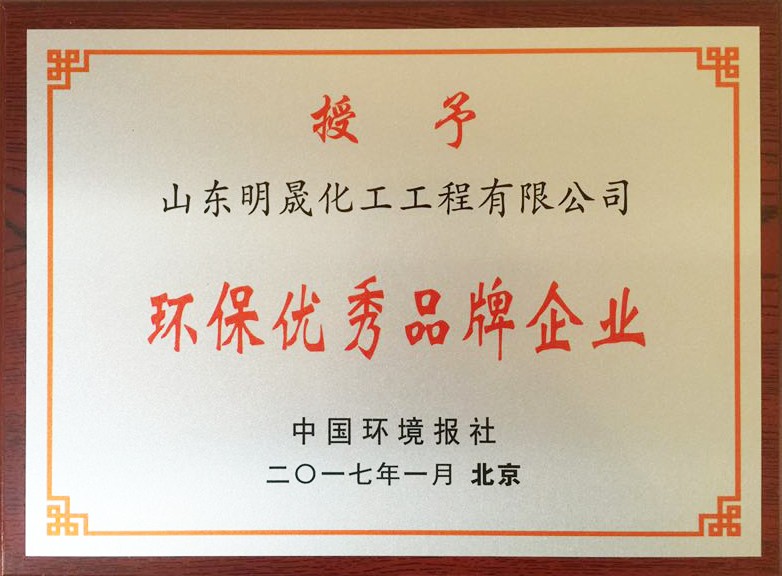 授予
山东明晟化工工程有限公司
环保优秀品牌企业
中国环境报社
二〇一七年一月 北京